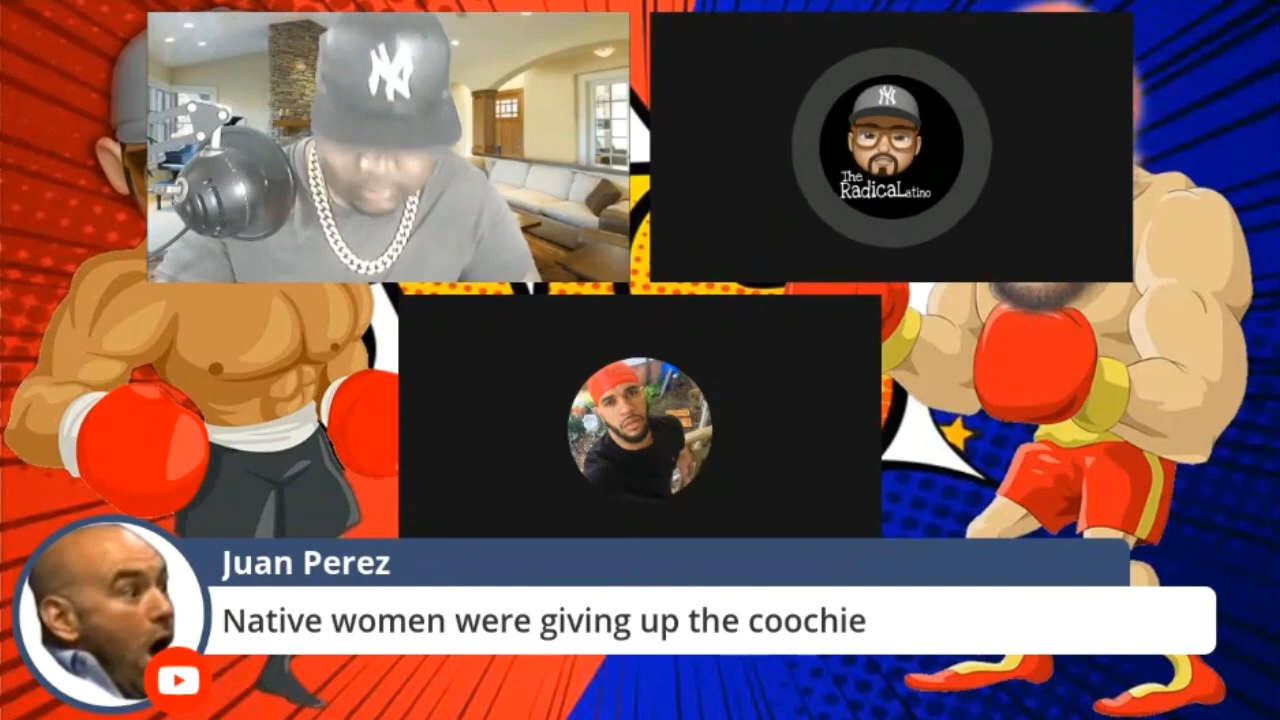 NY
NY
The
RadicaLatino
Juan Perez
Native women were giving up the coochie